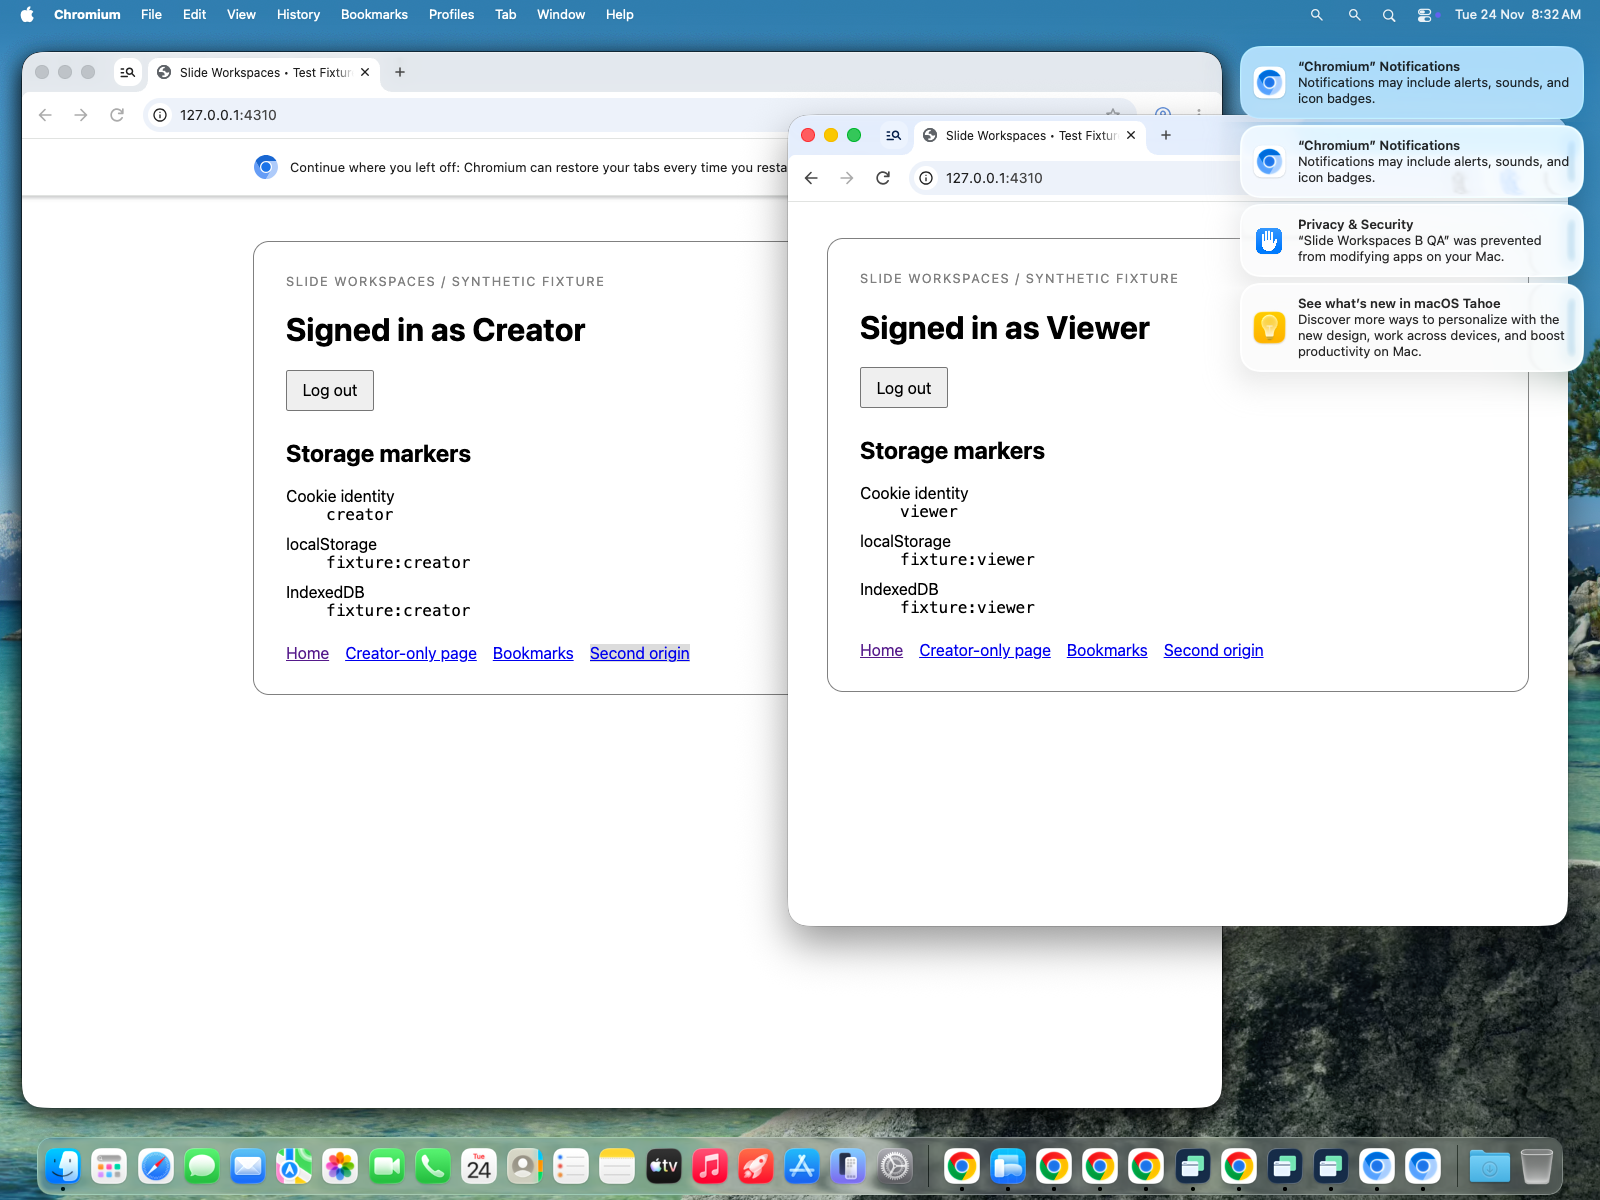 Chromium File Edit View History Bookmarks Profiles Tab Window Help
Tue 24 Nov 8:32 AM
Slide Workspaces • Test Fixtur
127.0.0.1:4310
Continue where you left off: Chromium can restore your tabs every time you resta
SLIDE WORKSPACES / SYNTHETIC FIXTURE
Signed in as Creator
Log out
Storage markers
Cookie identity
creator
localStorage
fixture:creator
IndexedDB
fixture:creator
Home Creator-only page Bookmarks Second origin
Slide Workspaces • Test Fixtur
127.0.0.1:4310
SLIDE WORKSPACES / SYNTHETIC FIXTURE
Signed in as Viewer
Log out
Storage markers
Cookie identity
viewer
localStorage
fixture:viewer
IndexedDB
fixture:viewer
Home Creator-only page Bookmarks Second origin
“Chromium” Notifications
Notifications may include alerts, sounds, and
icon badges.
“Chromium” Notifications
Notifications may include alerts, sounds, and
icon badges.
Privacy & Security
“Slide Workspaces B QA” was prevented
from modifying apps on your Mac.
See what's new in macOS Tahoe
Discover more ways to personalize with the
new design, work across devices, and boost
productivity on Mac.
Tue
24
tv